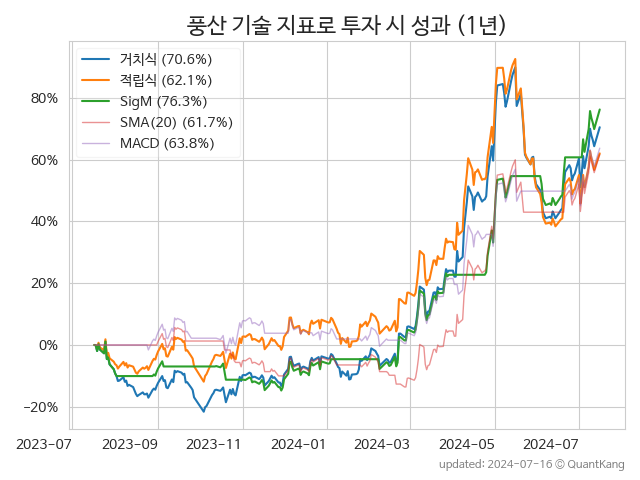 풍산 기술 지표로 투자 시 성과 (1년)
거치식 (70.6%)
적립식 (62.1%)
SigM (76.3%)
SMA(20) (61.7%)
MACD (63.8%)
80%
60%
40%
20%
0%
−20%
2023-07 2023-09 2023-11 2024-01 2024-03 2024-05 2024-07
updated: 2024-07-16 © QuantKang